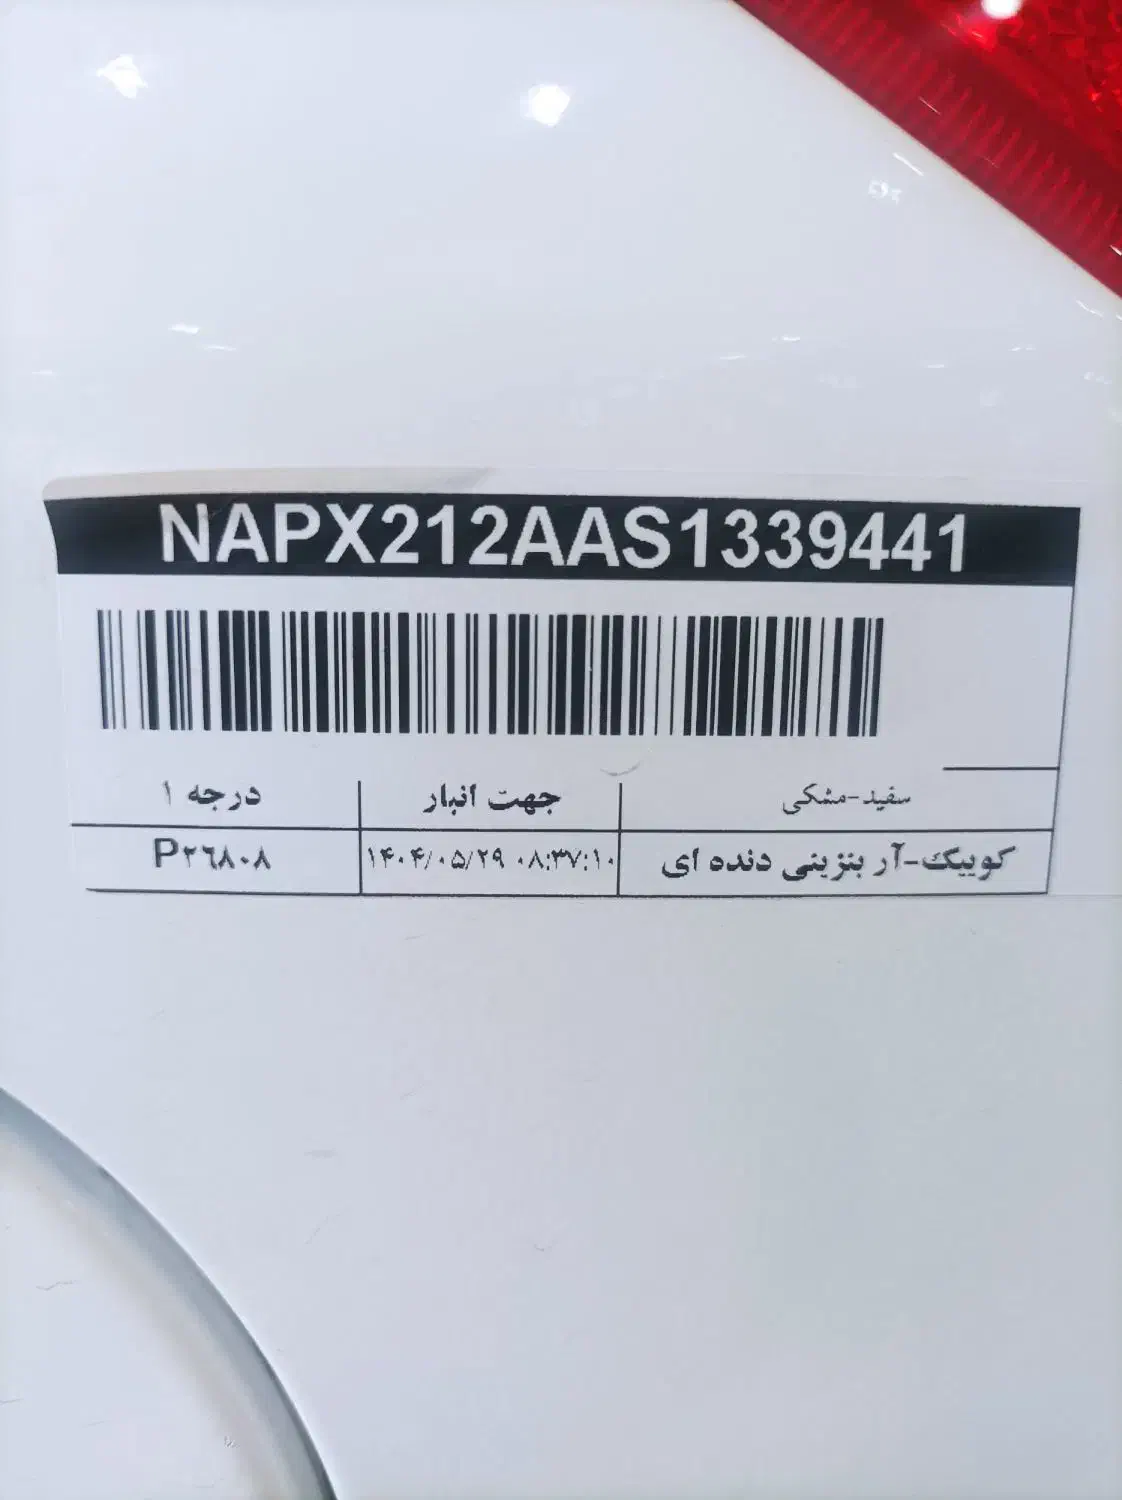 NAPX212AAS1339441
سفید-مشکی جهت انبار درجه ۱
کوییک-آر بنزینی دنده ای ۱۴۰۴/۰۵/۲۹ ۰۸:۳۷:۱۰ P۲۶۸۰۸